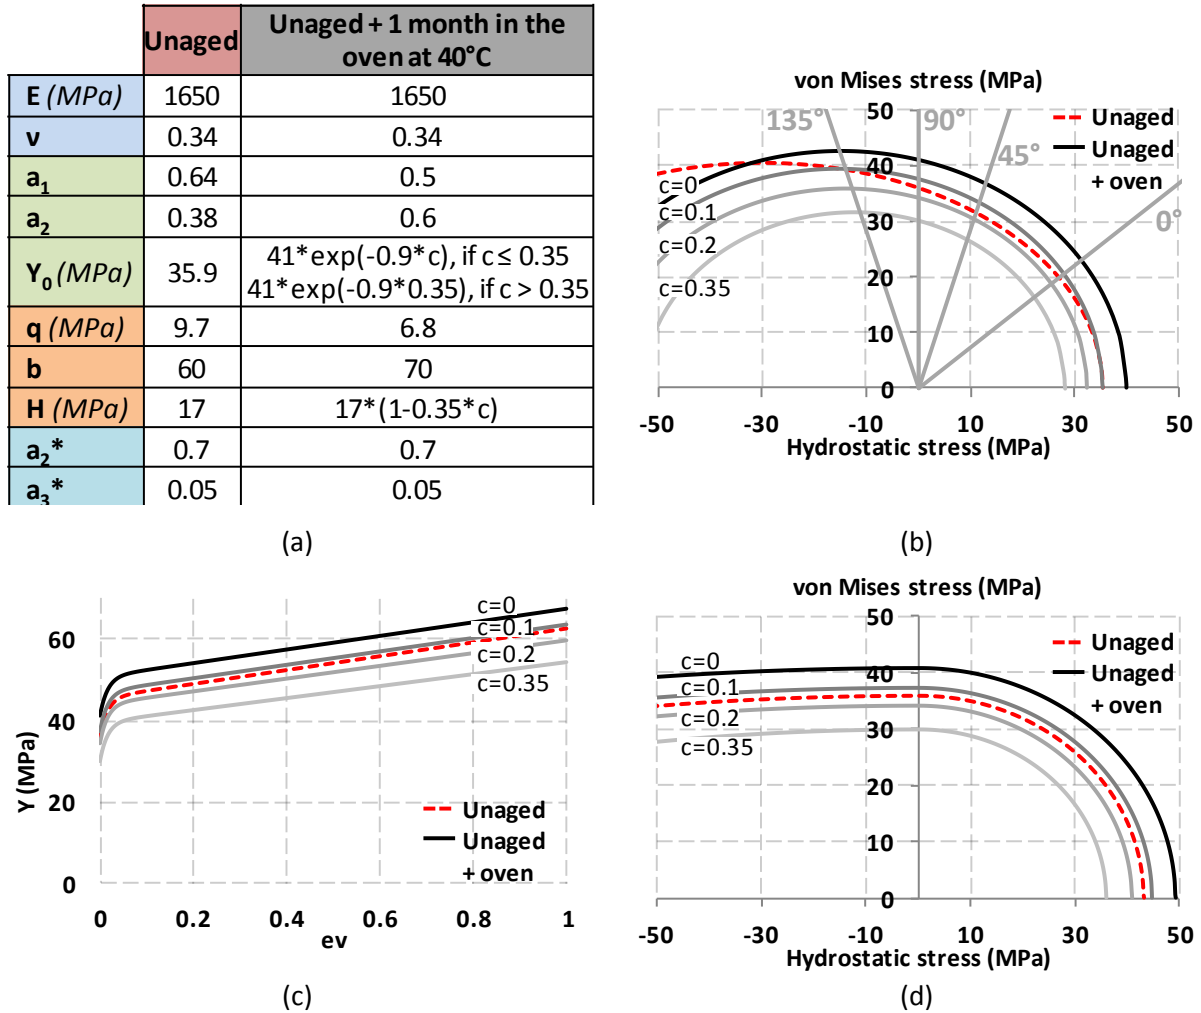 Unaged
Unaged + 1 month in the
oven at 40°C
E (MPa) 1650 1650
ν 0.34 0.34
a1 0.64 0.5
a2 0.38 0.6
Y0 (MPa) 35.9 41*exp(-0.9*c), if c ≤ 0.35
41*exp(-0.9*0.35), if c > 0.35
q (MPa) 9.7 6.8
b 60 70
H (MPa) 17 17*(1-0.35*c)
a2* 0.7 0.7
a3* 0.05 0.05
(a)
von Mises stress (MPa)
50
40
30
20
10
0
135°
90°
45°
0°
Unaged
Unaged
+ oven
c=0
c=0.1
c=0.2
c=0.35
-50 -30 -10 10 30 50
Hydrostatic stress (MPa)
(b)
Y (MPa)
60
40
20
0
c=0
c=0.1
c=0.2
c=0.35
Unaged
Unaged
+ oven
0 0.2 0.4 0.6 0.8 1
ev
(c)
von Mises stress (MPa)
50
40
30
20
10
0
c=0
c=0.1
c=0.2
c=0.35
Unaged
Unaged
+ oven
-50 -30 -10 10 30 50
Hydrostatic stress (MPa)
(d)